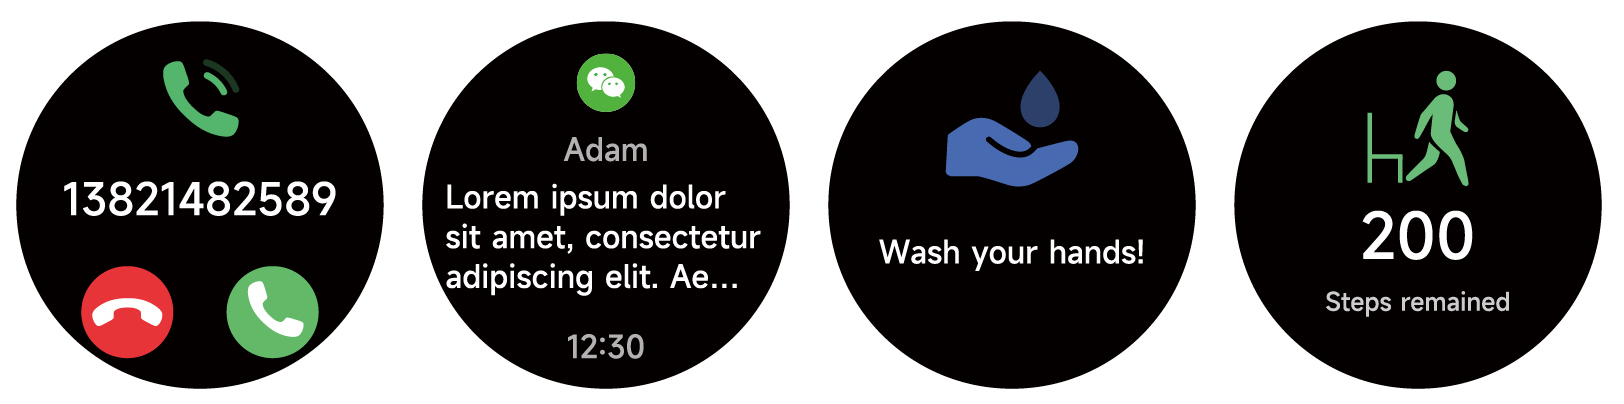 13821482589
Adam
Lorem ipsum dolor
sit amet, consectetur
adipiscing elit. Ae...
12:30
Wash your hands!
200
Steps remained